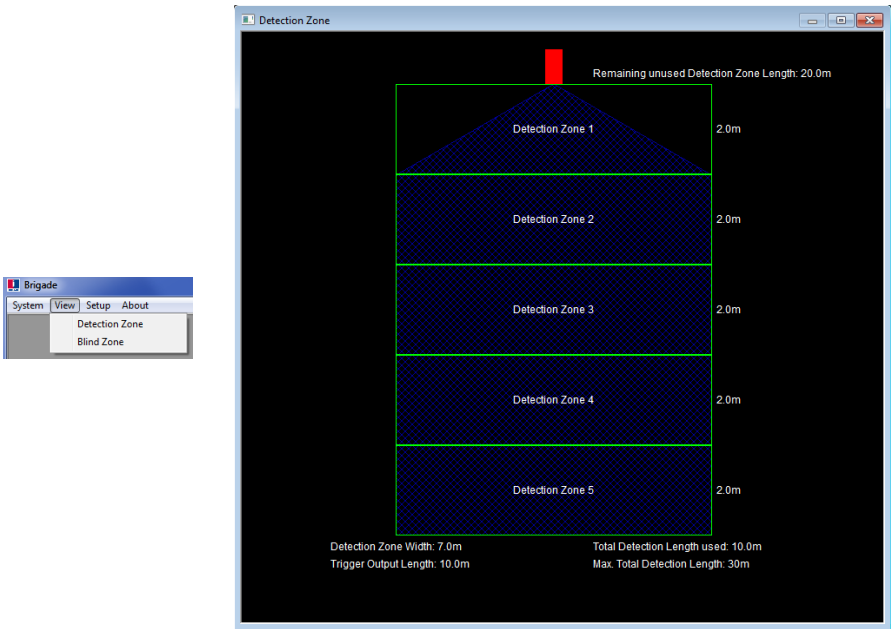 Brigade
System View Setup About
Detection Zone
Blind Zone
Detection Zone
Remaining unused Detection Zone Length: 20.0m
Detection Zone 1 2.0m
Detection Zone 2 2.0m
Detection Zone 3 2.0m
Detection Zone 4 2.0m
Detection Zone 5 2.0m
Detection Zone Width: 7.0m Total Detection Length used: 10.0m
Trigger Output Length: 10.0m Max. Total Detection Length: 30m